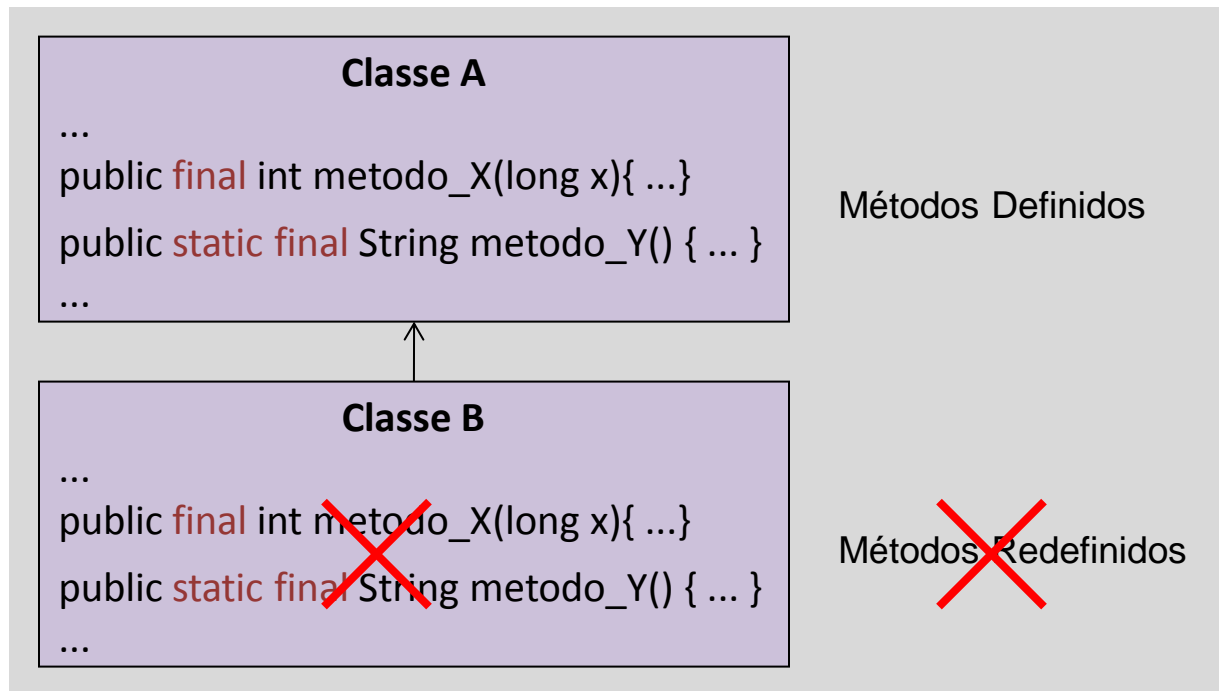 Classe A
...
public final int metodo_X(long x){ ...}
public static final String metodo_Y() { ... }
...
Métodos Definidos
Classe B
...
public final int metodo_X(long x){ ...}
public static final String metodo_Y() { ... }
...
Métodos Redefinidos